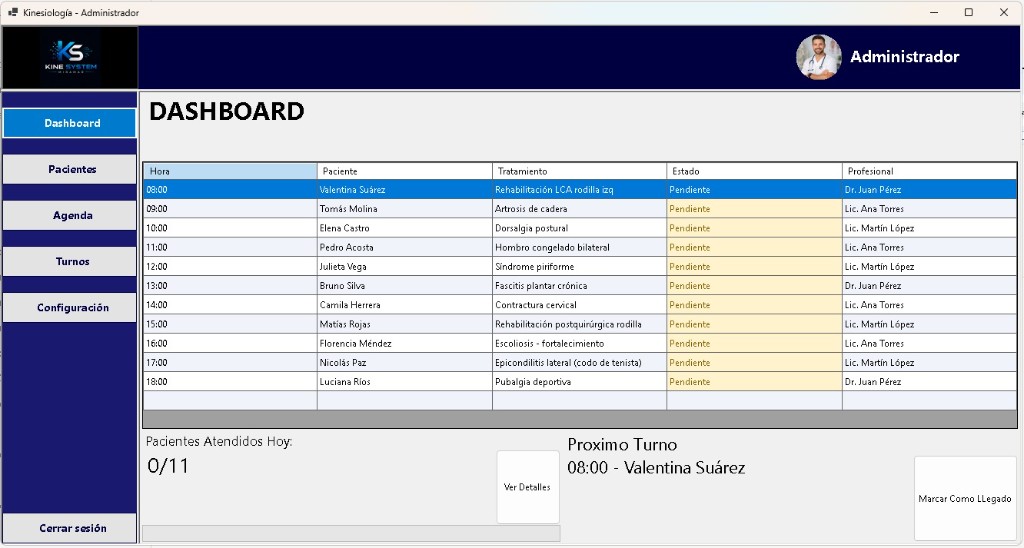 Kinesiología - Administrador
KS
KINE SYSTEM
Administrador
Dashboard
Pacientes
Agenda
Turnos
Configuración
Cerrar sesión
DASHBOARD
Hora Paciente Tratamiento Estado Profesional
08:00 Valentina Suárez Rehabilitación LCA rodilla izq Pendiente Dr. Juan Pérez
09:00 Tomás Molina Artrosis de cadera Pendiente Lic. Ana Torres
10:00 Elena Castro Dorsalgia postural Pendiente Lic. Martín López
11:00 Pedro Acosta Hombro congelado bilateral Pendiente Lic. Ana Torres
12:00 Julieta Vega Síndrome piriforme Pendiente Lic. Martín López
13:00 Bruno Silva Fascitis plantar crónica Pendiente Dr. Juan Pérez
14:00 Camila Herrera Contractura cervical Pendiente Lic. Ana Torres
15:00 Matías Rojas Rehabilitación postquirúrgica rodilla Pendiente Lic. Martín López
16:00 Florencia Méndez Escoliosis - fortalecimiento Pendiente Lic. Ana Torres
17:00 Nicolás Paz Epicondilitis lateral (codo de tenista) Pendiente Lic. Martín López
18:00 Luciana Ríos Pubalgia deportiva Pendiente Dr. Juan Pérez
Pacientes Atendidos Hoy:
0/11
Ver Detalles
Proximo Turno
08:00 - Valentina Suárez
Marcar Como LLegado